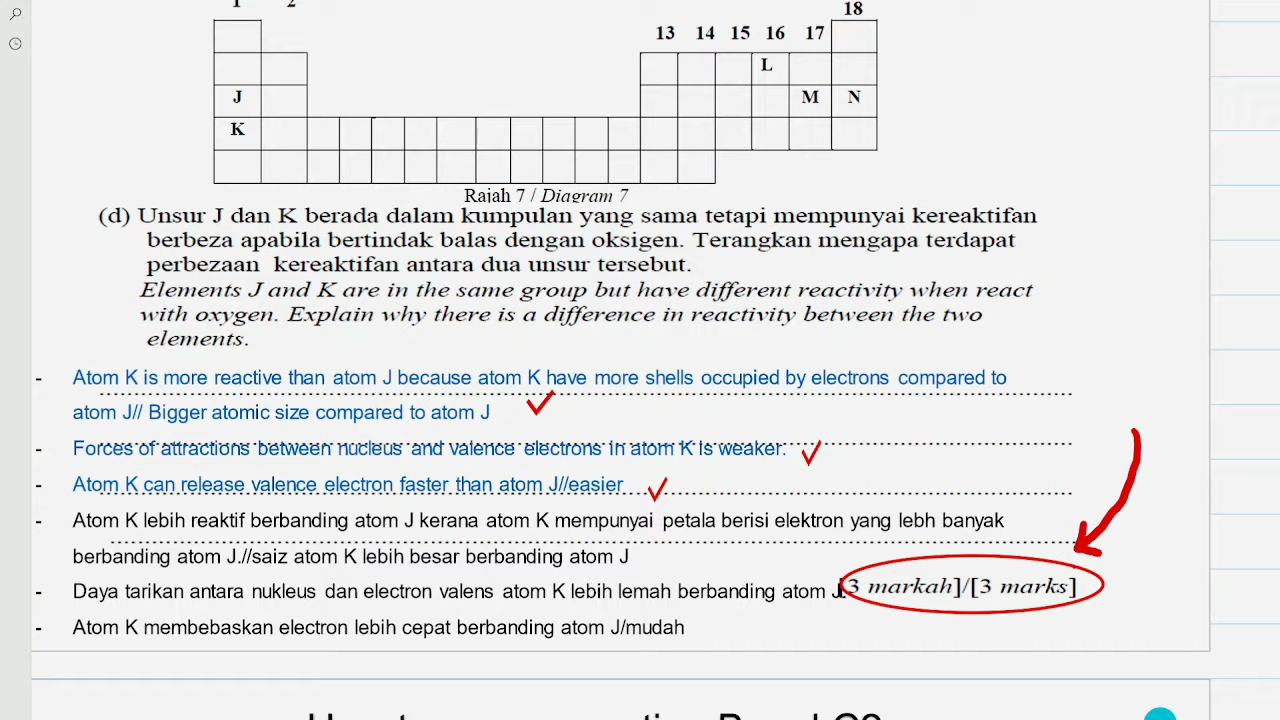 1 2 18
13 14 15 16 17
L
J M N
K
Rajah 7 / Diagram 7
(d) Unsur J dan K berada dalam kumpulan yang sama tetapi mempunyai kereaktifan
berbeza apabila bertindak balas dengan oksigen. Terangkan mengapa terdapat
perbezaan kereaktifan antara dua unsur tersebut.
Elements J and K are in the same group but have different reactivity when react
with oxygen. Explain why there is a difference in reactivity between the two
elements.
- Atom K is more reactive than atom J because atom K have more shells occupied by electrons compared to
atom J// Bigger atomic size compared to atom J
- Forces of attractions between nucleus and valence electrons in atom K is weaker.
- Atom K can release valence electron faster than atom J//easier
- Atom K lebih reaktif berbanding atom J kerana atom K mempunyai petala berisi elektron yang lebh banyak
berbanding atom J.//saiz atom K lebih besar berbanding atom J
- Daya tarikan antara nukleus dan electron valens atom K lebih lemah berbanding atom J. [3 markah]/[3 marks]
- Atom K membebaskan electron lebih cepat berbanding atom J/mudah